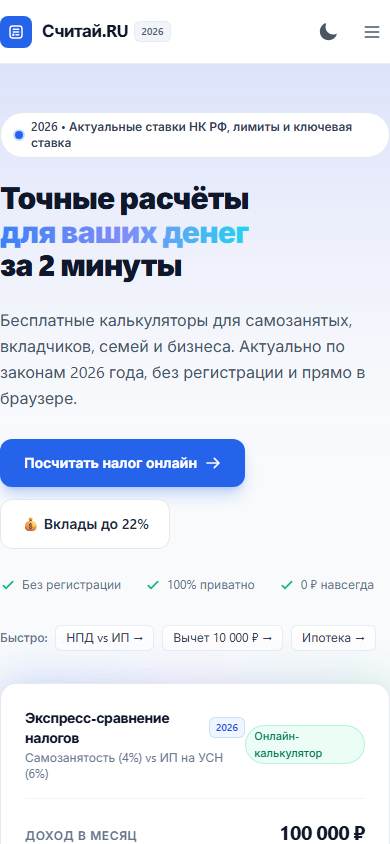 Считай.RU 2026
2026 • Актуальные ставки НК РФ, лимиты и ключевая
ставка
Точные расчёты
для ваших денег
за 2 минуты
Бесплатные калькуляторы для самозанятых,
вкладчиков, семей и бизнеса. Актуально по
законам 2026 года, без регистрации и прямо в
браузере.
Посчитать налог онлайн →
💰 Вклады до 22%
✓ Без регистрации ✓ 100% приватно ✓ 0 ₽ навсегда
Быстро: НПД vs ИП → Вычет 10 000 ₽ → Ипотека →
Экспресс-сравнение
налогов
2026
Онлайн-
калькулятор
Самозанятость (4%) vs ИП на УСН
(6%)
ДОХОД В МЕСЯЦ 100 000 ₽